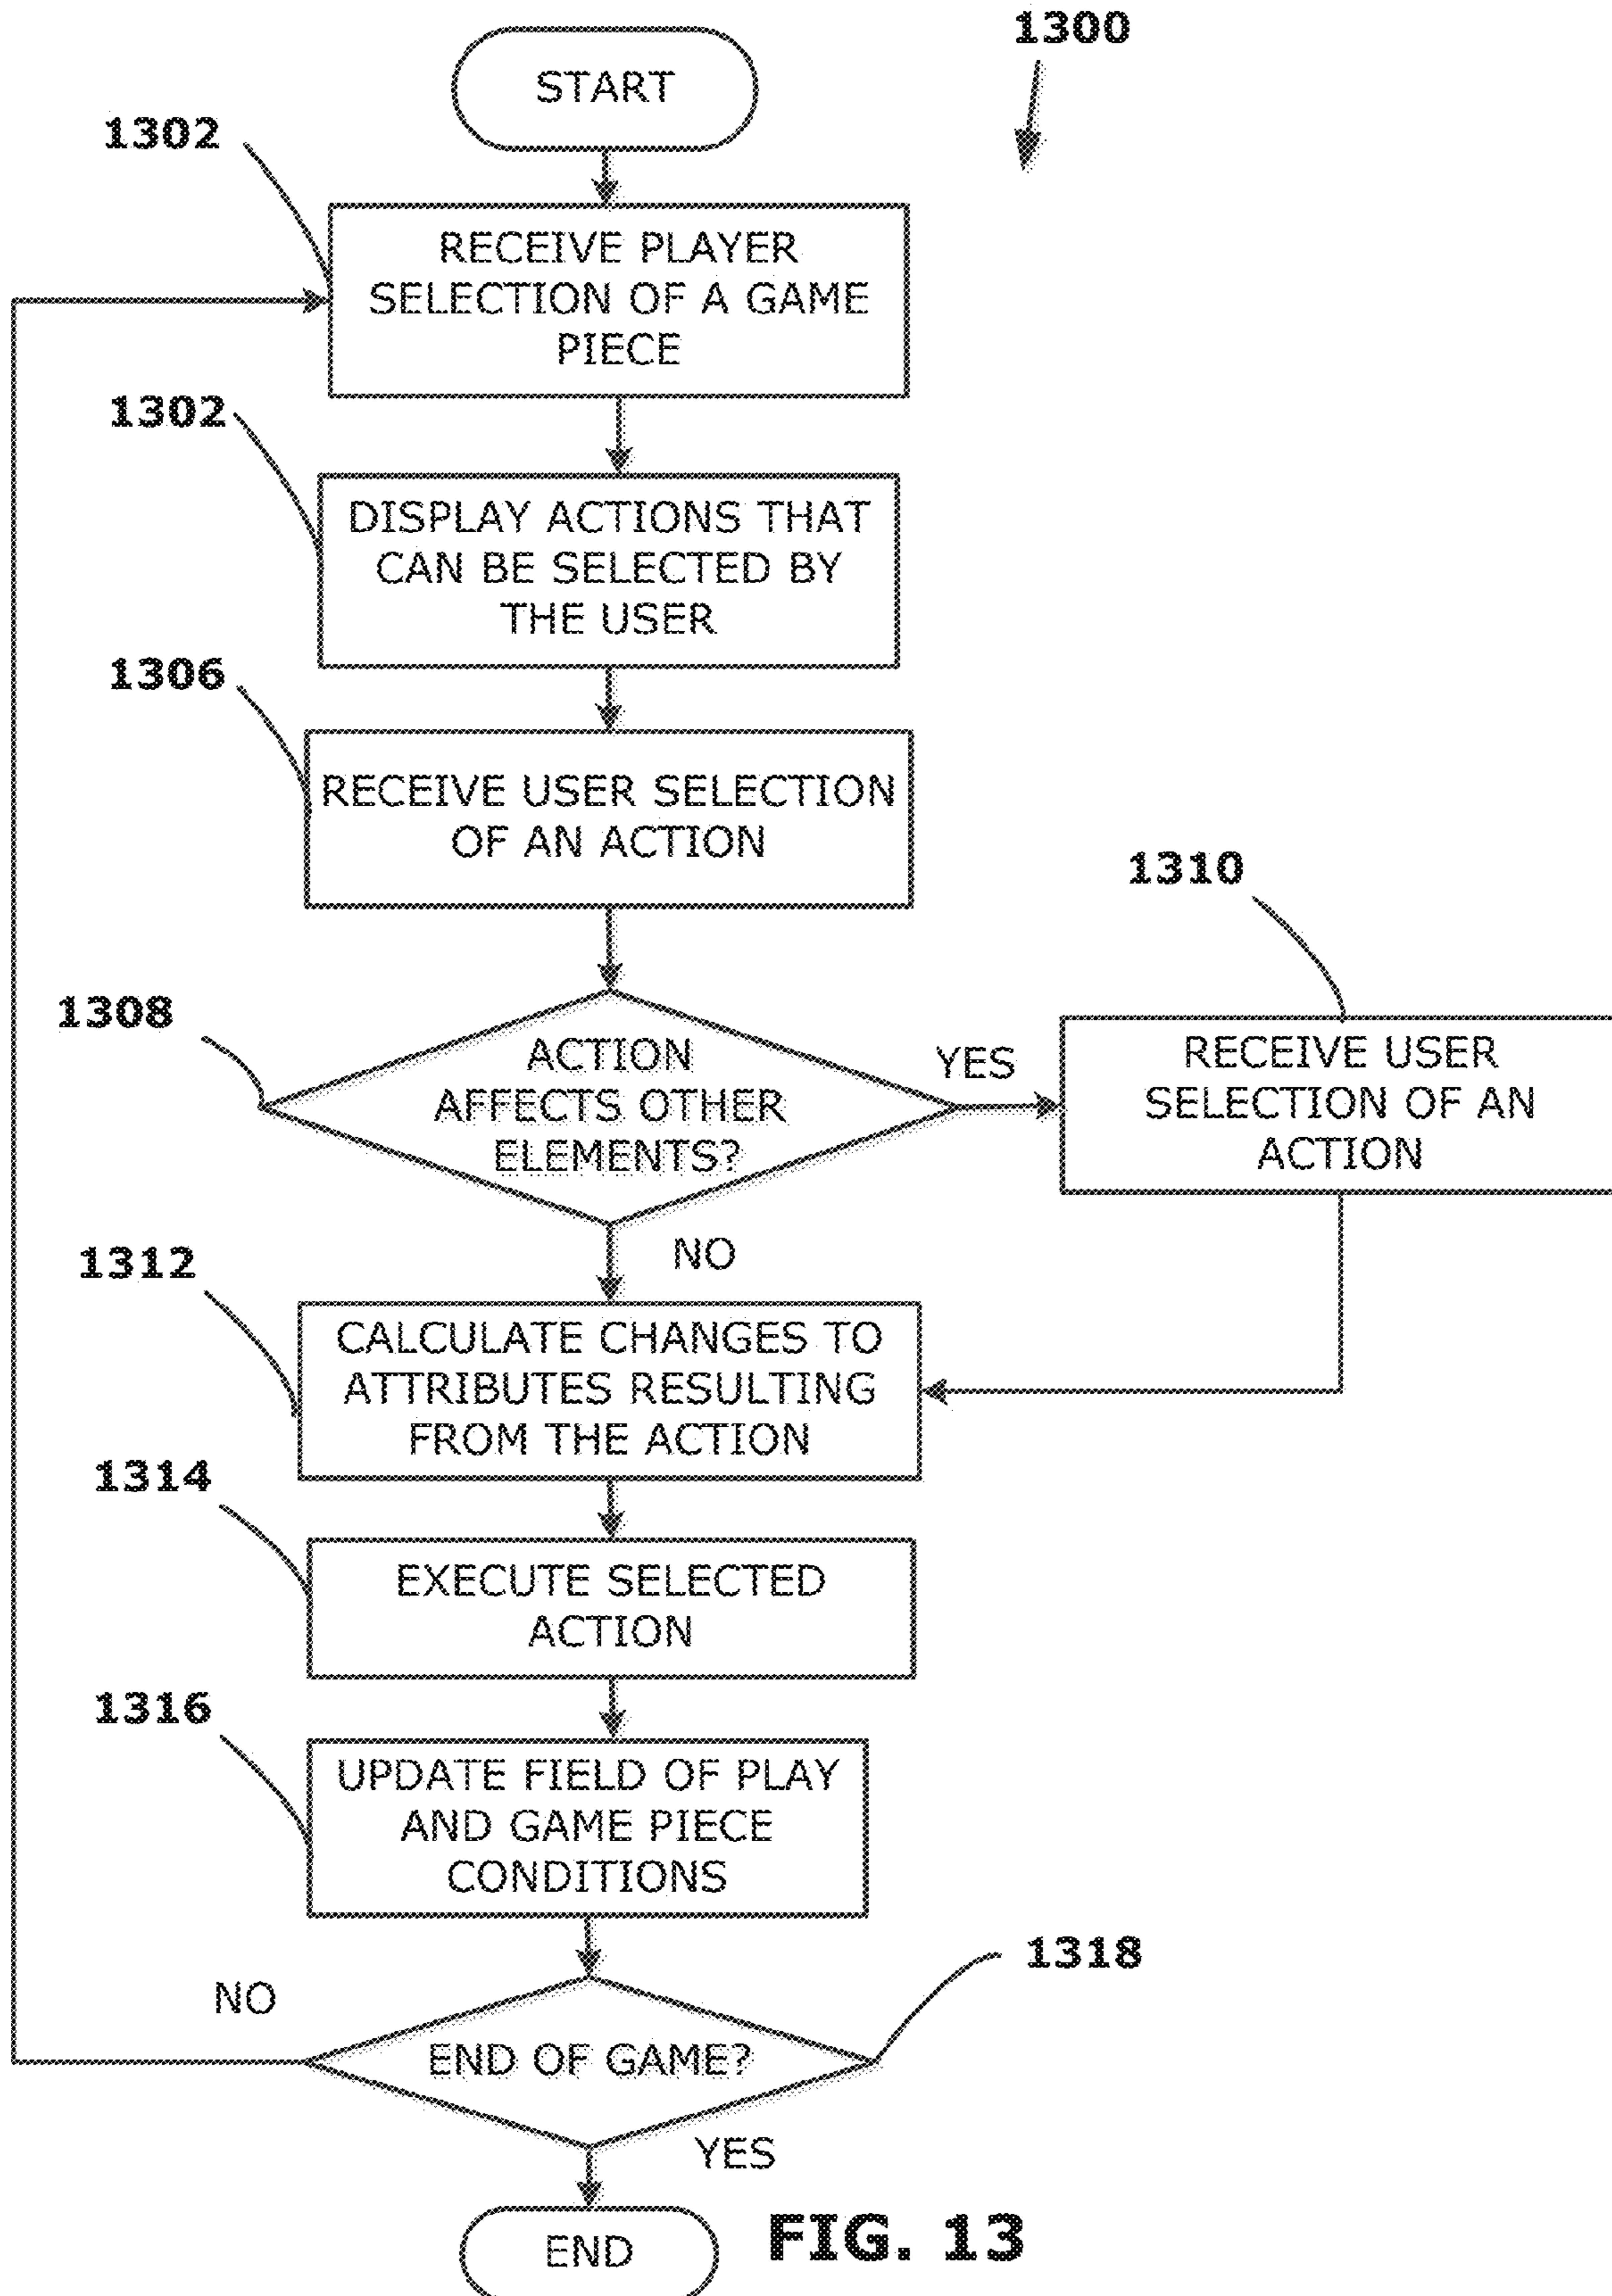 1300
START
1302
RECEIVE PLAYER
SELECTION OF A GAME
PIECE
1302
DISPLAY ACTIONS THAT
CAN BE SELECTED BY
THE USER
1306
RECEIVE USER SELECTION
OF AN ACTION
1308
ACTION
AFFECTS OTHER
ELEMENTS?
YES
1310
RECEIVE USER
SELECTION OF AN
ACTION
NO
1312
CALCULATE CHANGES TO
ATTRIBUTES RESULTING
FROM THE ACTION
1314
EXECUTE SELECTED
ACTION
1316
UPDATE FIELD OF PLAY
AND GAME PIECE
CONDITIONS
1318
NO
END OF GAME?
YES
END
FIG. 13